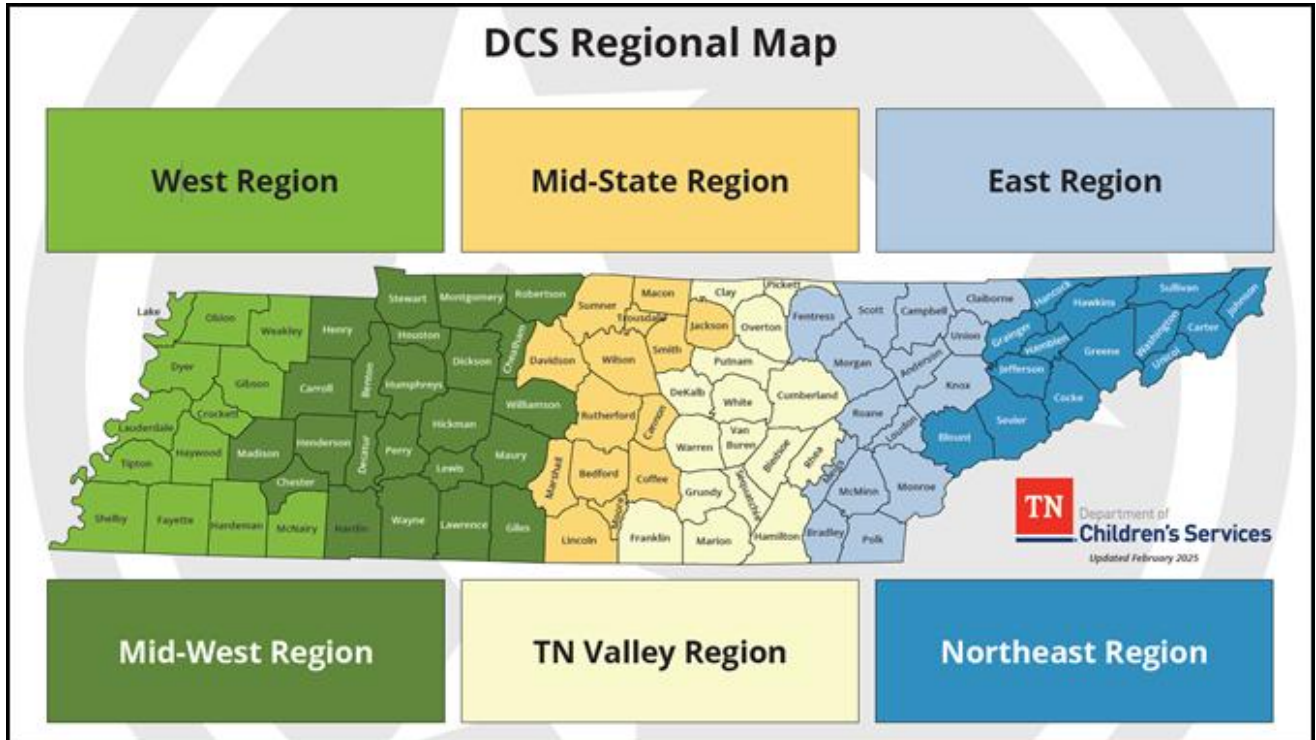 DCS Regional Map
West Region
Mid-State Region
East Region
Lake
Obion
Weakley
Henry
Stewart
Montgomery
Robertson
Sumner
Macon
Trousdale
Clay
Pickett
Jackson
Overton
Fentress
Scott
Campbell
Claiborne
Hancock
Hawkins
Sullivan
Johnson
Carter
Washington
Unicoi
Greene
Grainger
Hamblen
Union
Houston
Dickson
Cheatham
Davidson
Wilson
Smith
Putnam
Morgan
Anderson
Knox
Jefferson
Cocke
Sevier
Blount
Dyer
Gibson
Carroll
Benton
Humphreys
Williamson
Rutherford
Cannon
DeKalb
White
Cumberland
Roane
Loudon
Crockett
Lauderdale
Haywood
Madison
Henderson
Decatur
Perry
Hickman
Lewis
Maury
Marshall
Bedford
Coffee
Warren
Van
Buren
Bledsoe
Rhea
Meigs
McMinn
Monroe
Tipton
Chester
Shelby
Fayette
Hardeman
McNairy
Hardin
Wayne
Lawrence
Giles
Lincoln
Moore
Franklin
Grundy
Sequatchie
Marion
Hamilton
Bradley
Polk
TN
Department of
Children's Services
Updated February 2025
Mid-West Region
TN Valley Region
Northeast Region